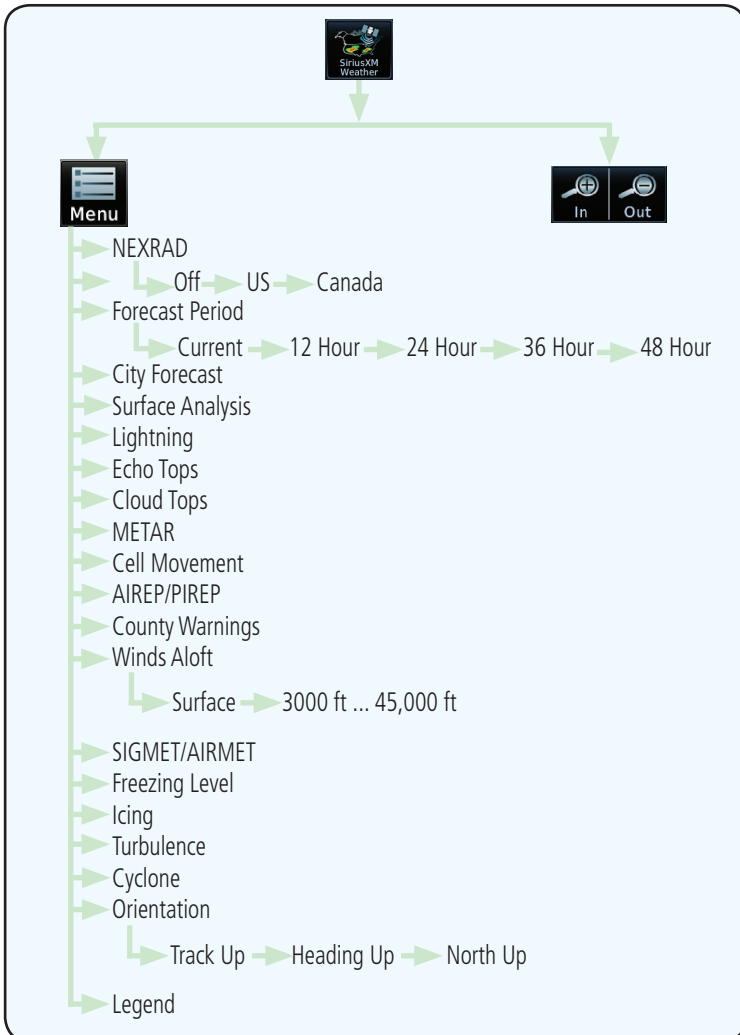 SiriusXM
Weather
Menu
In Out
NEXRAD
Off US Canada
Forecast Period
Current 12 Hour 24 Hour 36 Hour 48 Hour
City Forecast
Surface Analysis
Lightning
Echo Tops
Cloud Tops
METAR
Cell Movement
AIREP/PIREP
County Warnings
Winds Aloft
Surface 3000 ft ... 45,000 ft
SIGMET/AIRMET
Freezing Level
Icing
Turbulence
Cyclone
Orientation
Track Up Heading Up North Up
Legend